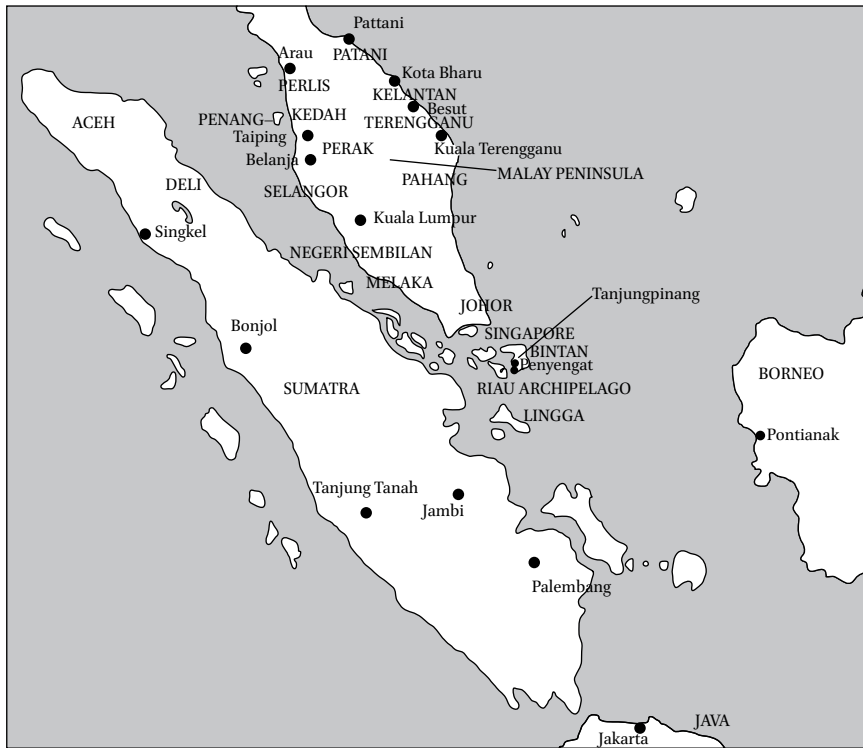 Pattani
PATANI
Arau
PERLIS
Kota Bharu
KELANTAN
Besut
ACEH
PENANG–
KEDAH
TERENGGANU
Taiping
PERAK
Kuala Terengganu
Belanja
MALAY PENINSULA
PAHANG
DELI
SELANGOR
Singkel
Kuala Lumpur
NEGERI SEMBILAN
MELAKA
Tanjungpinang
JOHOR
Bonjol
SINGAPORE
BINTAN
Penyengat
BORNEO
SUMATRA
RIAU ARCHIPELAGO
LINGGA
Pontianak
Tanjung Tanah
Jambi
Palembang
JAVA
Jakarta